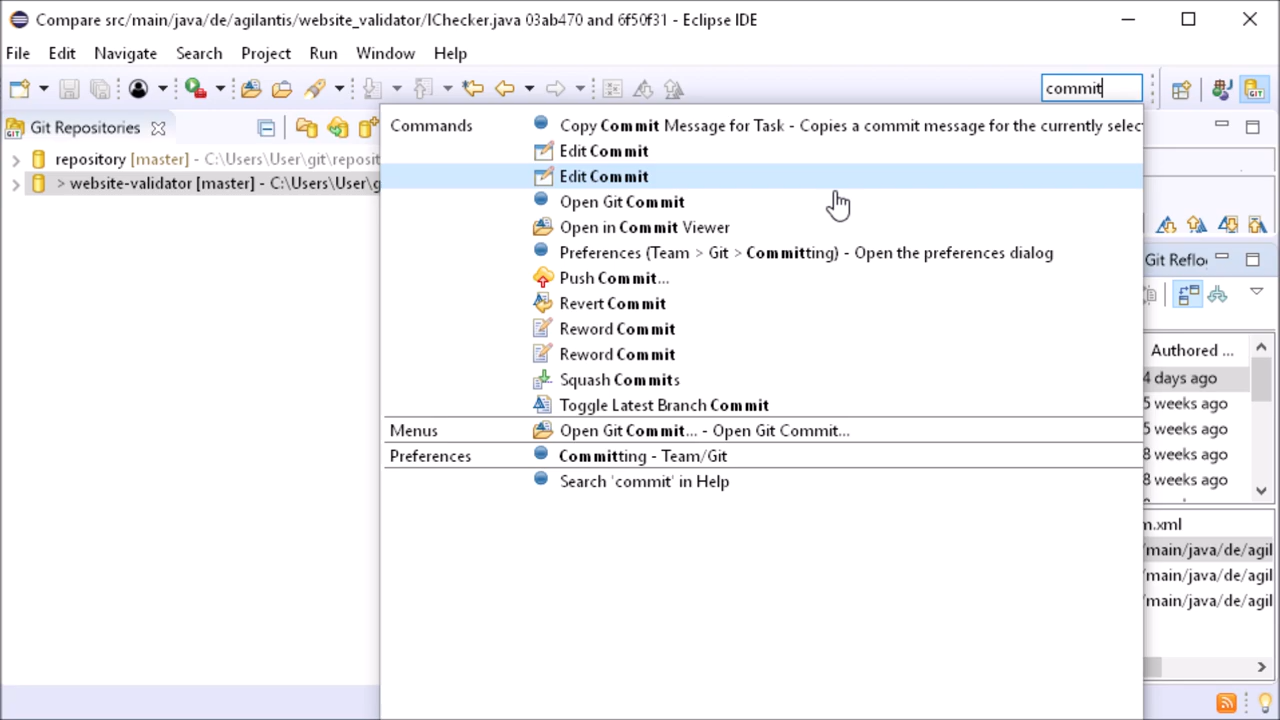 Compare src/main/java/de/agilantis/website_validator/IChecker.java 03ab470 and 6f50f31 - Eclipse IDE
File Edit Navigate Search Project Run Window Help
commit
GIT
Git Repositories
repository [master] - C:\Users\User\git\reposit
> website-validator [master] - C:\Users\User\g
Commands
Copy Commit Message for Task - Copies a commit message for the currently selec
Edit Commit
Edit Commit
Open Git Commit
Open in Commit Viewer
Preferences (Team > Git > Committing) - Open the preferences dialog
Push Commit...
Revert Commit
Reword Commit
Reword Commit
Squash Commits
Toggle Latest Branch Commit
Menus
Open Git Commit... - Open Git Commit...
Preferences
Committing - Team/Git
Search 'commit' in Help
Git Reflo
Authored ...
4 days ago
5 weeks ago
5 weeks ago
8 weeks ago
8 weeks ago
m.xml
/main/java/de/agil
/main/java/de/agil
/main/java/de/agil